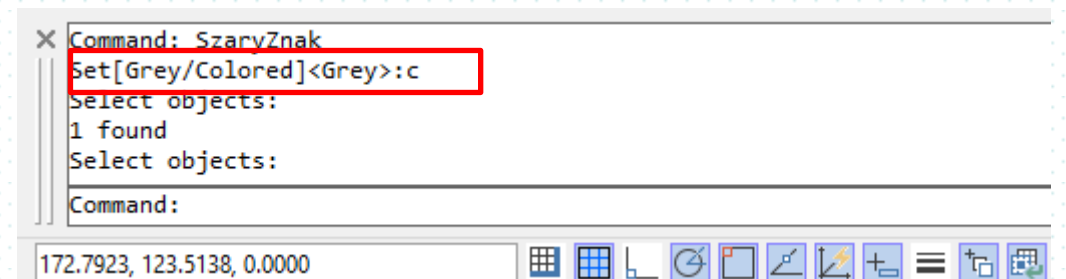 Command: SzaryZnak
Set[Grey/Colored]<Grey>:c
Select objects:
1 found
Select objects:
Command:
172.7923, 123.5138, 0.0000